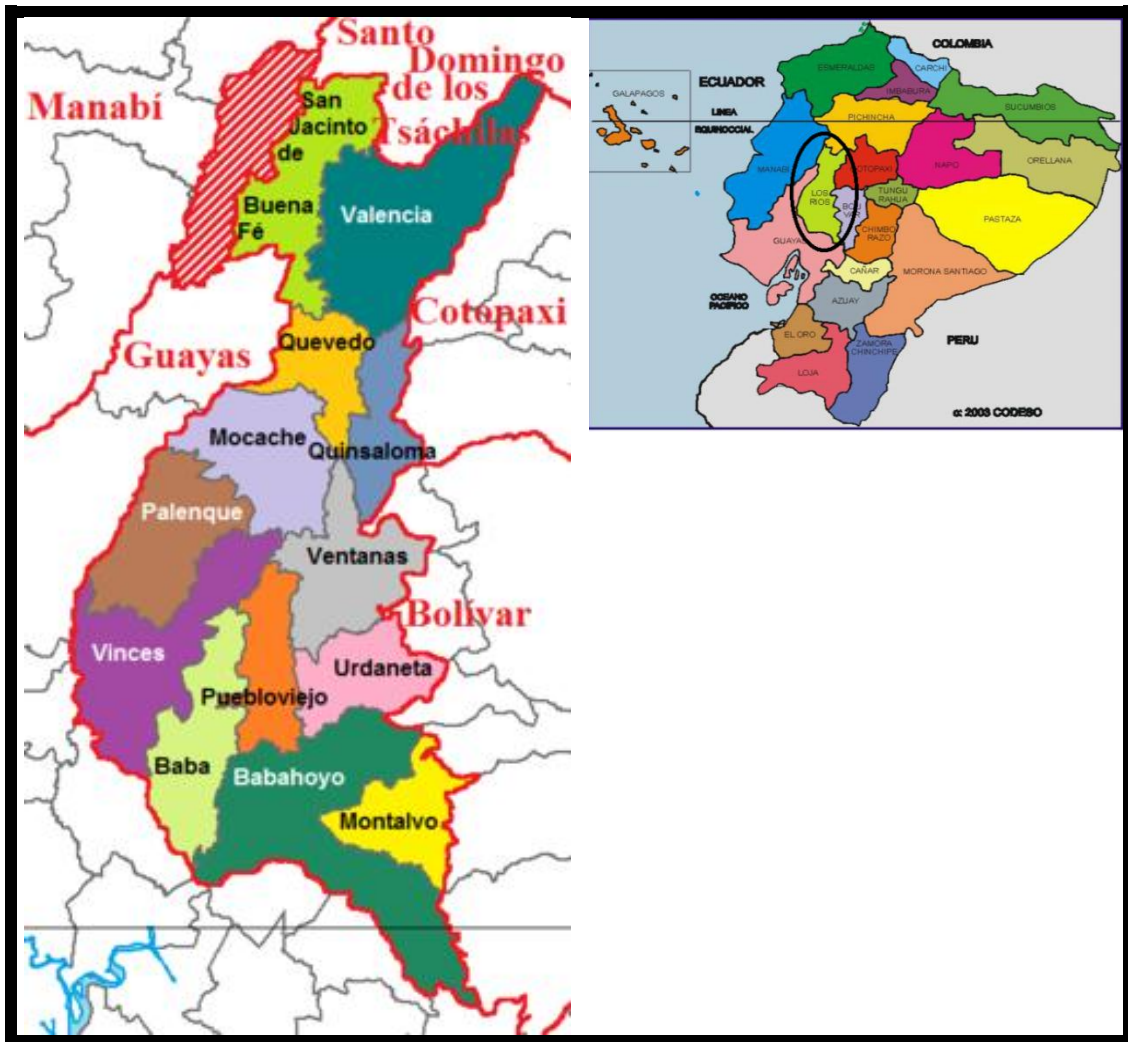 Santo
Domingo
de los
Tsáchilas
Manabí
San
Jacinto
de
Buena
Fé
Valencia
Cotopaxi
Guayas
Quevedo
Mocache
Quinsaloma
Palenque
Ventanas
Bolívar
Vinces
Urdaneta
Puebloviejo
Baba
Babahoyo
Montalvo
COLOMBIA
ESMERALDAS
CARCHI
ECUADOR
IMBABURA
GALAPAGOS
SUCUMBIOS
LINEA
EQUINOCCIAL
PICHINCHA
MANABI
COTOPAXI
NAPO
ORELLANA
LOS
RIOS
TUNGU
RAHUA
BOLI
VAR
PASTAZA
GUAYAS
CHIMBO
RAZO
CAÑAR
MORONA SANTIAGO
OCEANO
PACIFICO
AZUAY
EL ORO
ZAMORA
CHINCHIPE
PERU
LOJA
α: 2003 CODESO